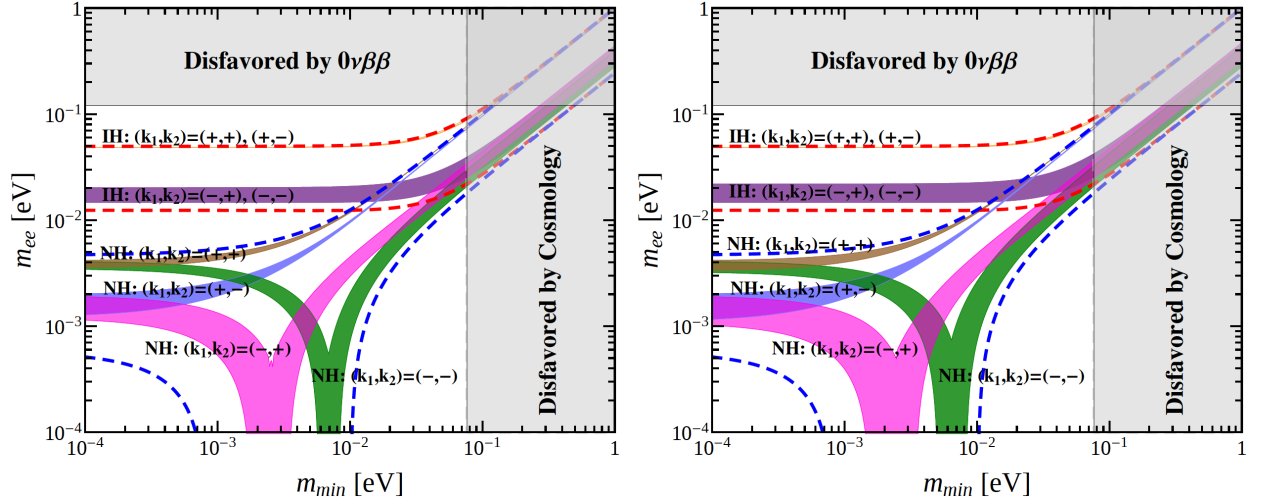 Disfavored by 0νββ
IH: (k₁,k₂)=(+,+), (+,−)
IH: (k₁,k₂)=(−,+), (−,−)
NH: (k₁,k₂)=(+,+)
NH: (k₁,k₂)=(+,−)
NH: (k₁,k₂)=(−,+)
NH: (k₁,k₂)=(−,−)
Disfavored by Cosmology
mₑₑ [eV]
1
10⁻¹
10⁻²
10⁻³
10⁻⁴
10⁻⁴
10⁻³
10⁻²
10⁻¹
1
m_min [eV]
Disfavored by 0νββ
IH: (k₁,k₂)=(+,+), (+,−)
IH: (k₁,k₂)=(−,+), (−,−)
NH: (k₁,k₂)=(+,+)
NH: (k₁,k₂)=(+,−)
NH: (k₁,k₂)=(−,+)
NH: (k₁,k₂)=(−,−)
Disfavored by Cosmology
mₑₑ [eV]
1
10⁻¹
10⁻²
10⁻³
10⁻⁴
10⁻⁴
10⁻³
10⁻²
10⁻¹
1
m_min [eV]